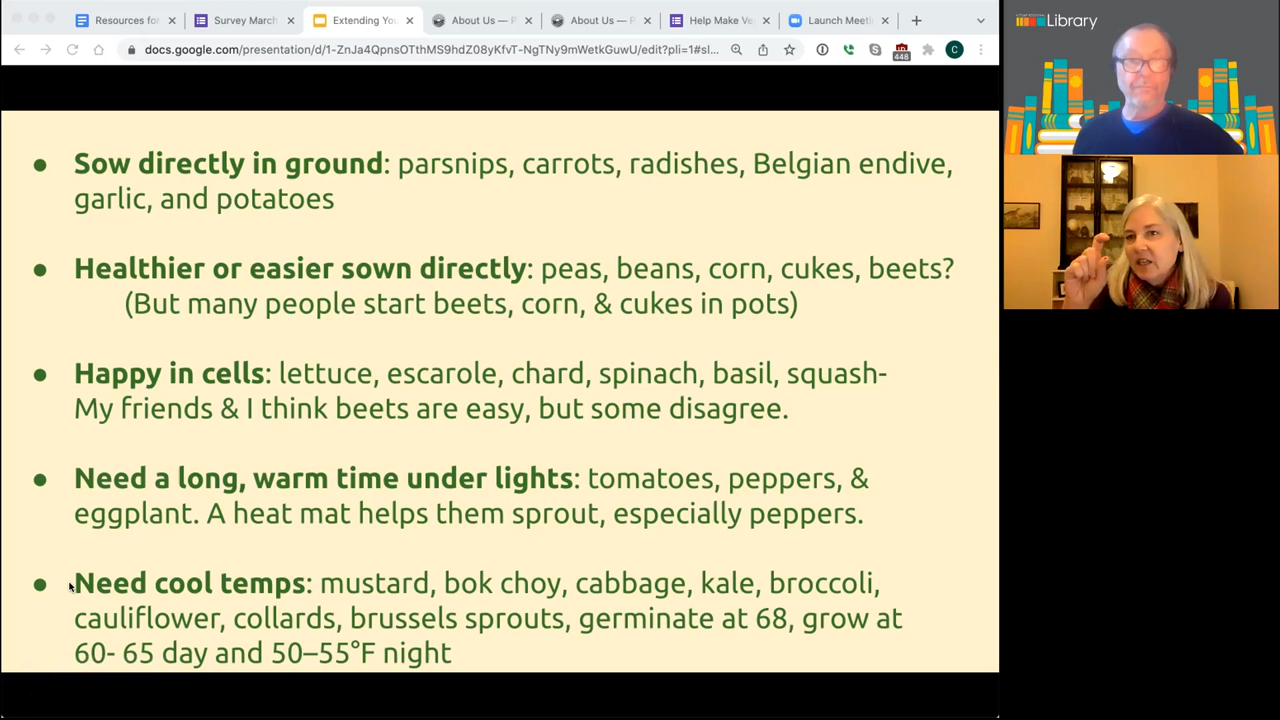 Resources for
Survey March
Extending You
About Us —
About Us —
Help Make Ve
Launch Meeti
docs.google.com/presentation/d/1-ZnJa4QpnsOTthMS9hdZ08yKfvT-NgTNy9mWetkGuwU/edit?pli=1#sl...
448
C
Library
● Sow directly in ground: parsnips, carrots, radishes, Belgian endive,
garlic, and potatoes
● Healthier or easier sown directly: peas, beans, corn, cukes, beets?
(But many people start beets, corn, & cukes in pots)
● Happy in cells: lettuce, escarole, chard, spinach, basil, squash-
My friends & I think beets are easy, but some disagree.
● Need a long, warm time under lights: tomatoes, peppers, &
eggplant. A heat mat helps them sprout, especially peppers.
● Need cool temps: mustard, bok choy, cabbage, kale, broccoli,
cauliflower, collards, brussels sprouts, germinate at 68, grow at
60- 65 day and 50–55°F night